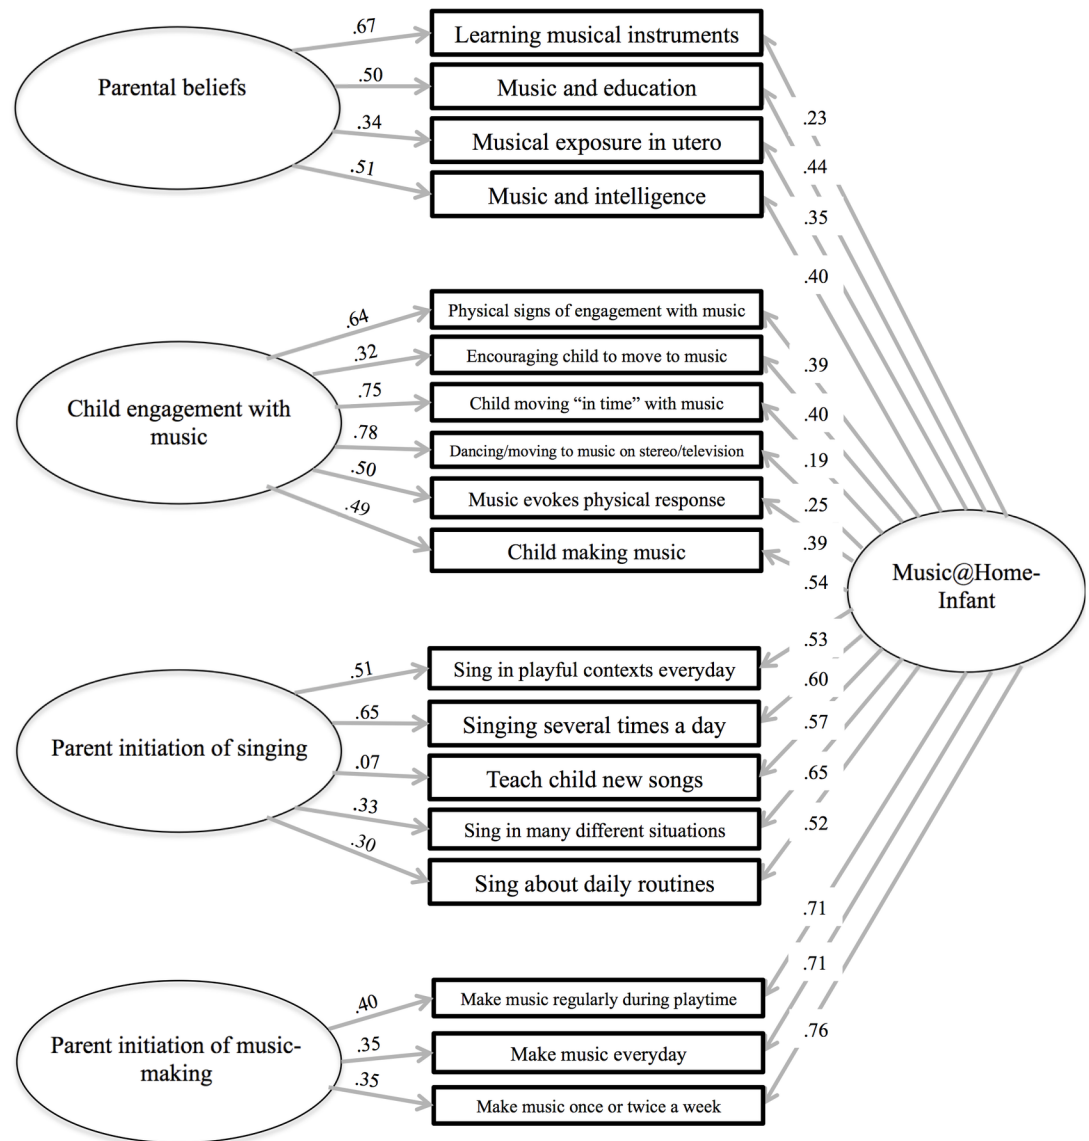 .67
Learning musical instruments
Parental beliefs
.50
Music and education
.34
Musical exposure in utero
.51
Music and intelligence
.23
.44
.35
.40
.64
Physical signs of engagement with music
.32
Encouraging child to move to music
Child engagement with
music
.75
Child moving “in time” with music
.78
Dancing/moving to music on stereo/television
.50
Music evokes physical response
.49
Child making music
.39
.40
.19
.25
.39
.54
Music@Home-
Infant
.51
Sing in playful contexts everyday
.65
Singing several times a day
Parent initiation of singing
.07
Teach child new songs
.33
Sing in many different situations
.30
Sing about daily routines
.53
.60
.57
.65
.52
.40
Make music regularly during playtime
Parent initiation of music-
making
.35
Make music everyday
.35
Make music once or twice a week
.71
.71
.76